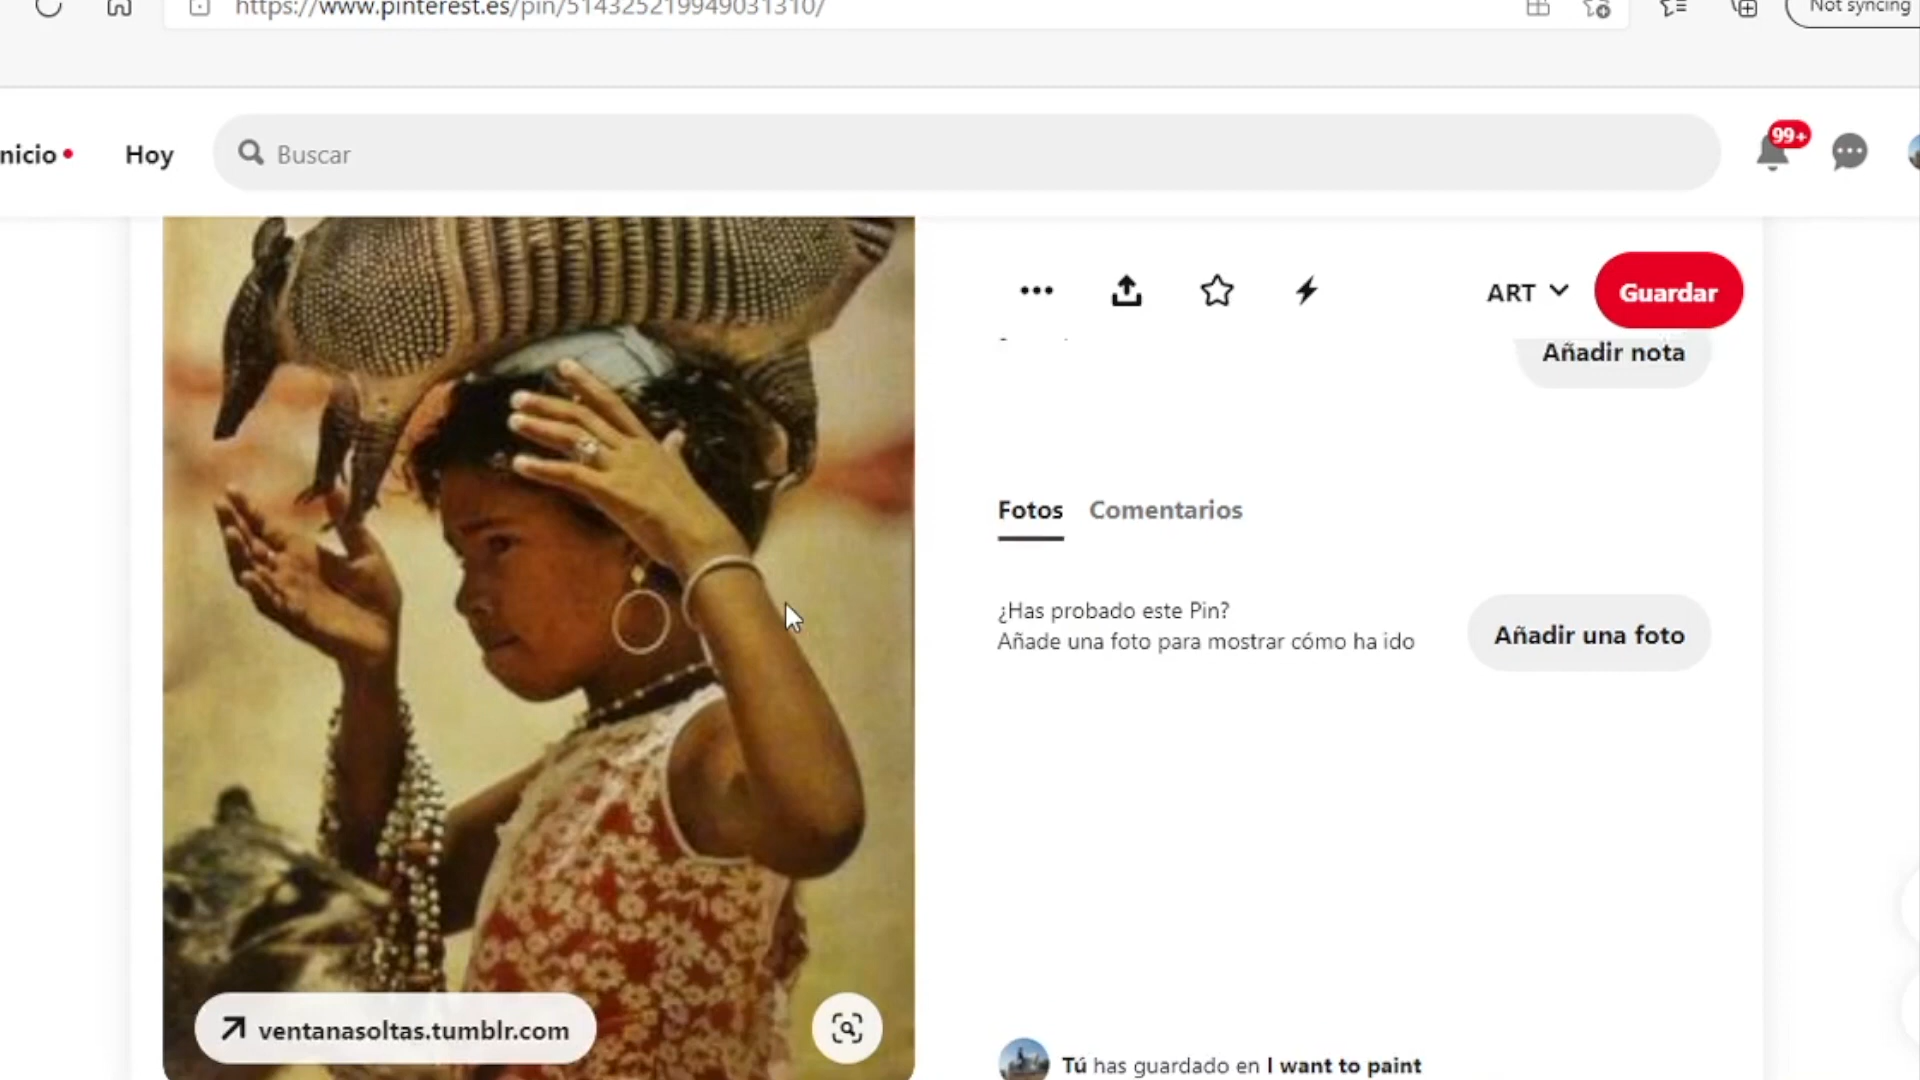 https://www.pinterest.es/pin/514325219949031310/
Not syncing
nicio
Hoy
Buscar
99+
ART
Guardar
Añadir nota
Fotos
Comentarios
¿Has probado este Pin?
Añade una foto para mostrar cómo ha ido
Añadir una foto
ventanasoltas.tumblr.com
Tú has guardado en I want to paint